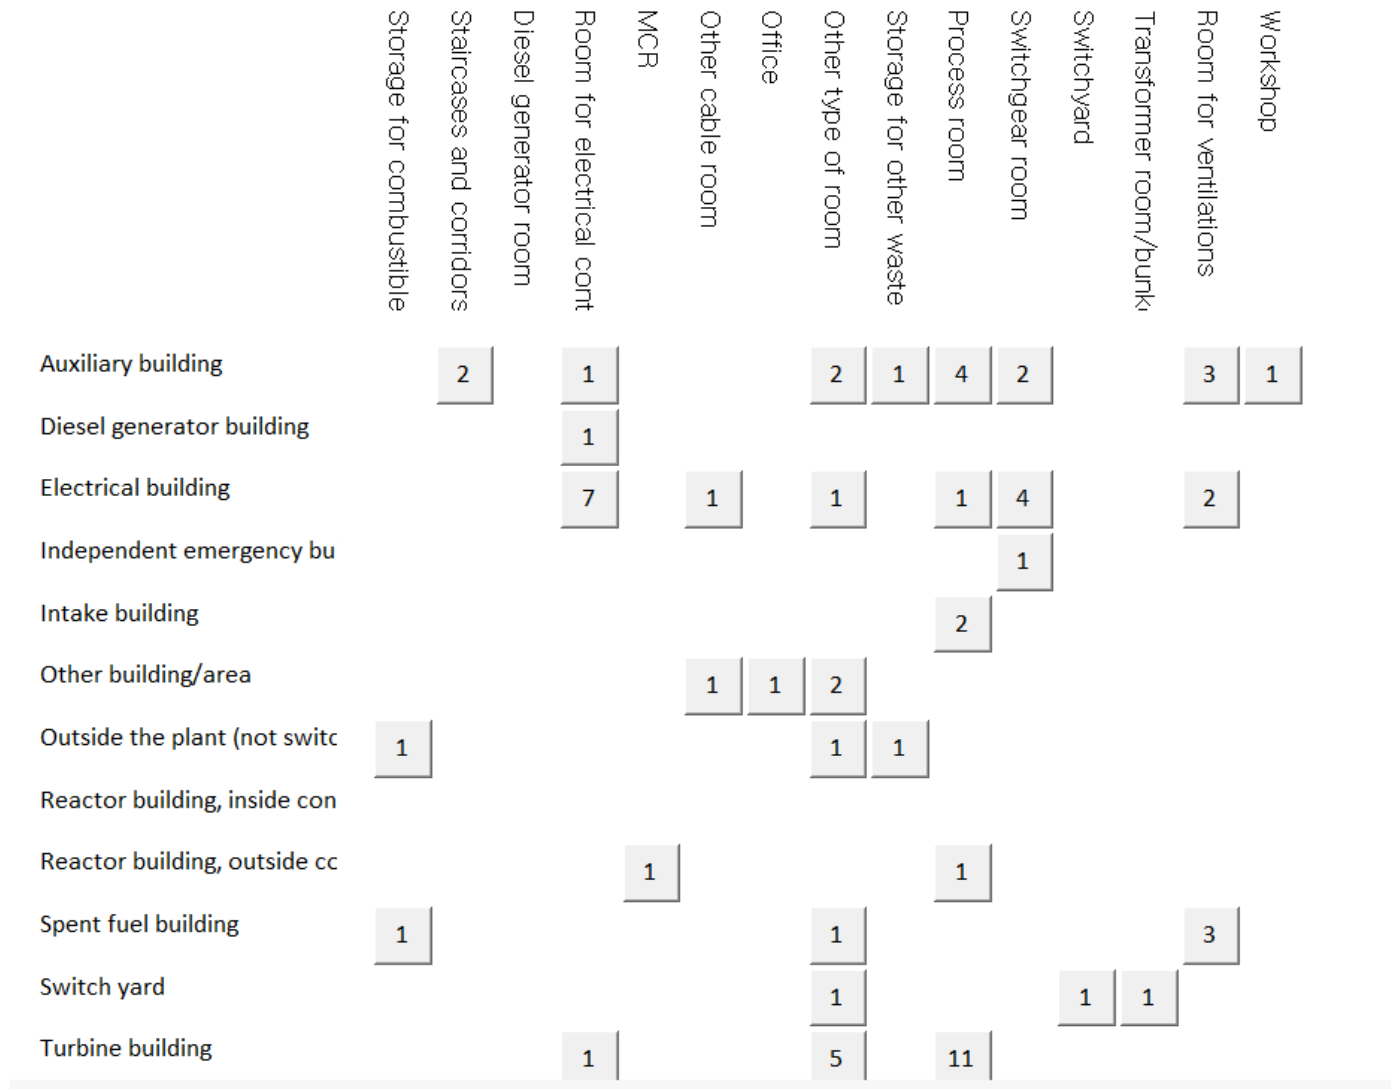 Storage for combustible
Staircases and corridors
Diesel generator room
Room for electrical cont
MCR
Other cable room
Office
Other type of room
Storage for other waste
Process room
Switchgear room
Switchyard
Transformer room/bunk
Room for ventilations
Workshop
Auxiliary building 2 1 2 1 4 2 3 1
Diesel generator building 1
Electrical building 7 1 1 1 4 2
Independent emergency bu 1
Intake building 2
Other building/area 1 1 2
Outside the plant (not switc 1 1 1
Reactor building, inside con
Reactor building, outside cc 1 1
Spent fuel building 1 1 3
Switch yard 1 1 1
Turbine building 1 5 11